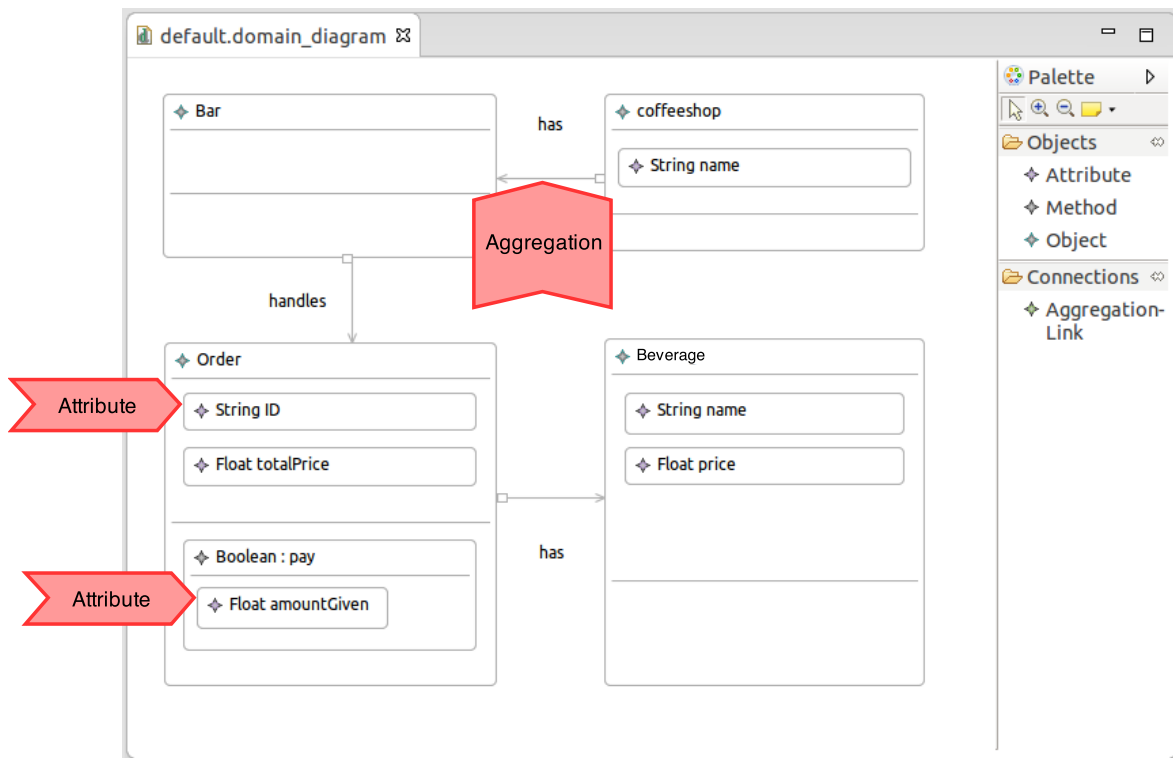 default.domain_diagram
Palette
Bar
has
coffeeshop
String name
Objects
Attribute
Method
Object
Aggregation
Connections
Aggregation-
Link
handles
Order
Beverage
Attribute
String ID
String name
Float totalPrice
Float price
has
Boolean : pay
Attribute
Float amountGiven